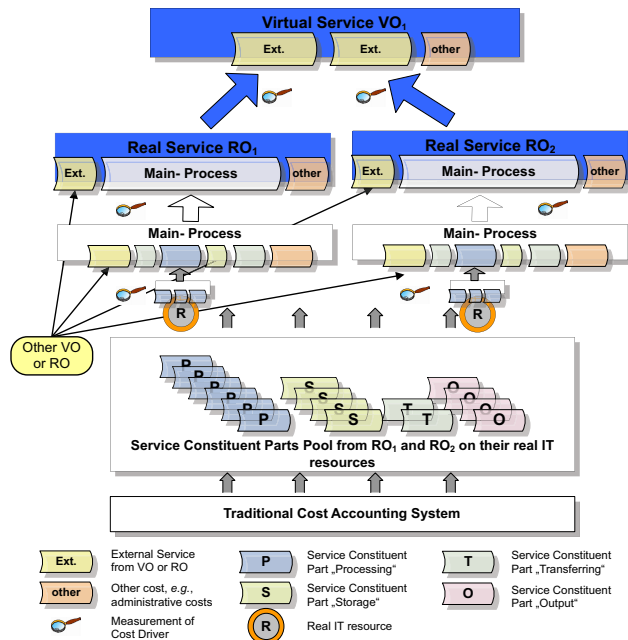 Virtual Service VO1
Ext.
Ext.
other
Real Service RO1
Real Service RO2
Ext.
Main- Process
other
Ext.
Main- Process
other
Main- Process
Main- Process
R
R
Other VO
or RO
P
P
P
P
P
P
S
S
S
S
T
T
O
O
O
O
Service Constituent Parts Pool from RO1 and RO2 on their real IT
resources
Traditional Cost Accounting System
Ext.
External Service
from VO or RO
P
Service Constituent
Part „Processing“
T
Service Constituent
Part „Transferring“
other
Other cost, e.g.,
administrative costs
S
Service Constituent
Part „Storage“
O
Service Constituent
Part „Output“
Measurement of
Cost Driver
R
Real IT resource